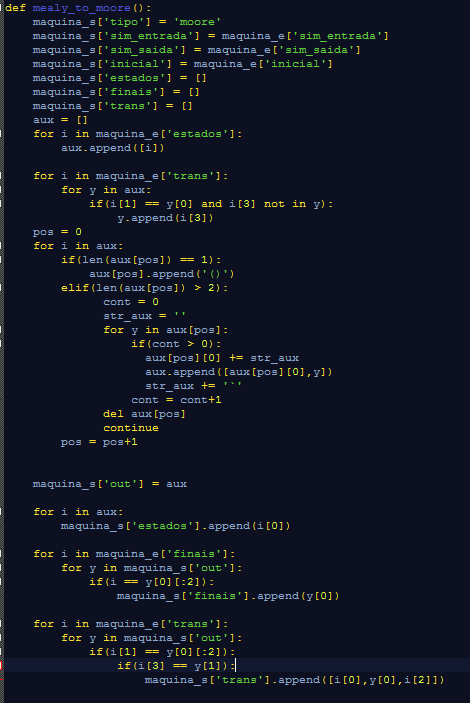 def mealy_to_moore():
    maquina_s['tipo'] = 'moore'
    maquina_s['sim_entrada'] = maquina_e['sim_entrada']
    maquina_s['sim_saida'] = maquina_e['sim_saida']
    maquina_s['inicial'] = maquina_e['inicial']
    maquina_s['estados'] = []
    maquina_s['finais'] = []
    maquina_s['trans'] = []
    aux = []
    for i in maquina_e['estados']:
        aux.append([i])

    for i in maquina_e['trans']:
        for y in aux:
            if(i[1] == y[0] and i[3] not in y):
                y.append(i[3])
    pos = 0
    for i in aux:
        if(len(aux[pos]) == 1):
            aux[pos].append('()')
        elif(len(aux[pos]) > 2):
              cont = 0
              str_aux = ''
              for y in aux[pos]:
                  if(cont > 0):
                    aux[pos][0] += str_aux
                    aux.append([aux[pos][0],y])
                    str_aux += '`'
                  cont = cont+1
              del aux[pos]
              continue
        pos = pos+1


    maquina_s['out'] = aux

    for i in aux:
        maquina_s['estados'].append(i[0])

    for i in maquina_e['finais']:
        for y in maquina_s['out']:
            if(i == y[0][:2]):
                maquina_s['finais'].append(y[0])

    for i in maquina_e['trans']:
        for y in maquina_s['out']:
            if(i[1] == y[0][:2]):
                if(i[3] == y[1]):
                    maquina_s['trans'].append([i[0],y[0],i[2]])